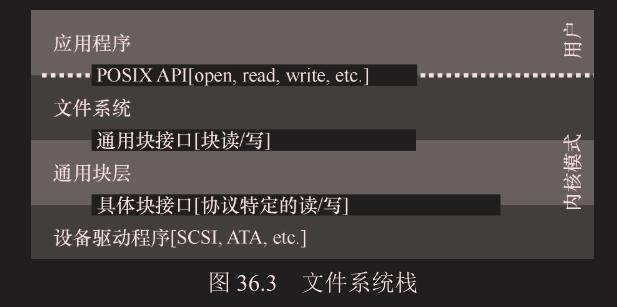 应用程序
用户
POSIX API[open, read, write, etc.]
文件系统
通用块接口[块读/写]
通用块层
内核模式
具体块接口[协议特定的读/写]
设备驱动程序[SCSI, ATA, etc.]
图 36.3 文件系统栈